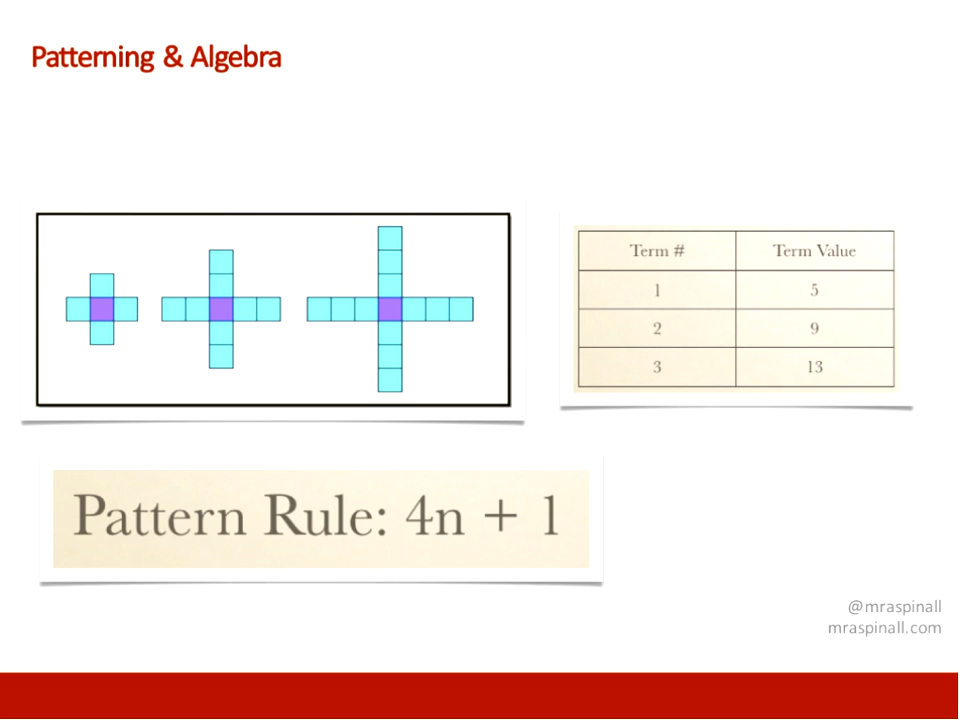 Patterning & Algebra
Term # Term Value
1 5
2 9
3 13
Pattern Rule: 4n + 1
@mraspinall
mraspinall.com